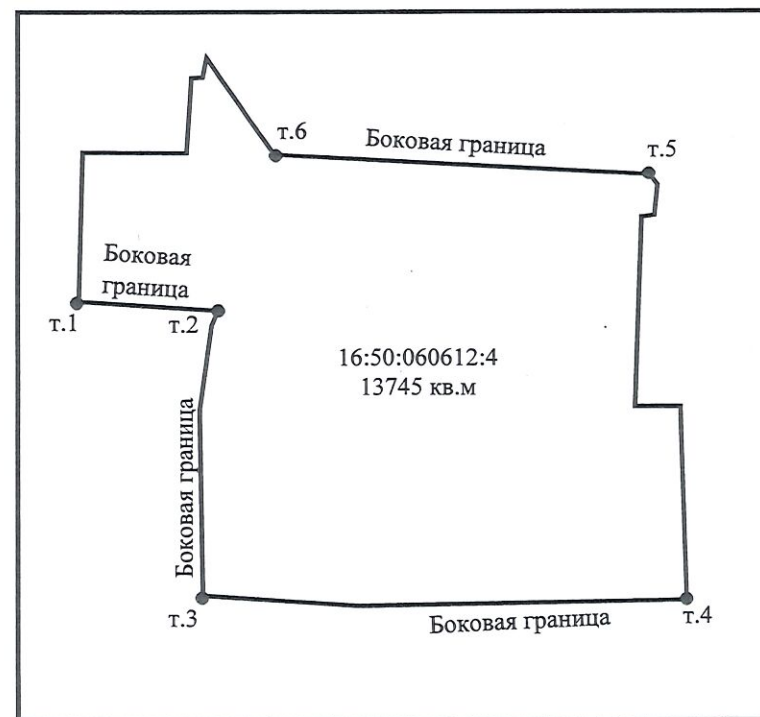 т.6
Боковая граница
т.5
Боковая
граница
т.1
т.2
16:50:060612:4
13745 кв.м
Боковая граница
т.3
Боковая граница
т.4